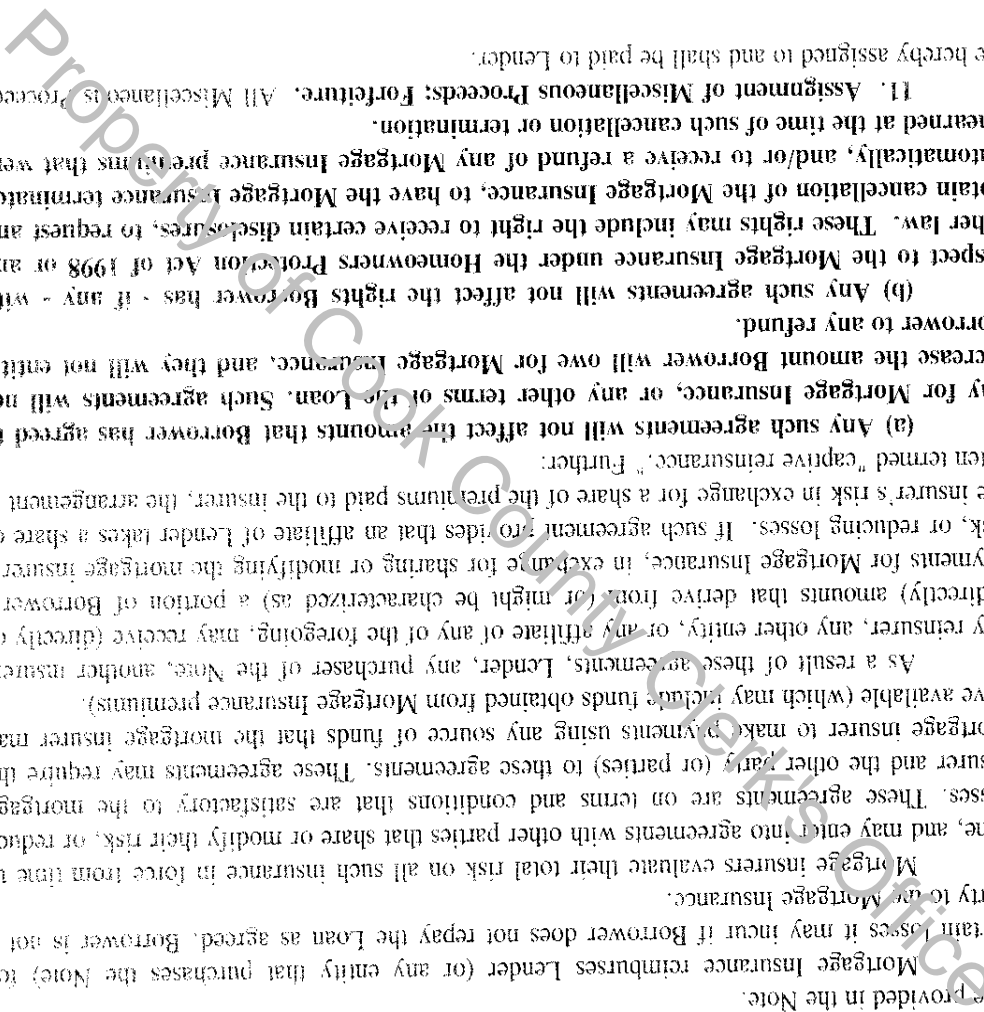 e provided in the Note.
Mortgage Insurance reimburses Lender (or any entity that purchases the Note) fo
rtain losses it may incur if Borrower does not repay the Loan as agreed. Borrower is not
rty to the Mortgage Insurance.
Mortgage insurers evaluate their total risk on all such insurance in force from time t
me, and may enter into agreements with other parties that share or modify their risk, or reduc
sses. These agreements are on terms and conditions that are satisfactory to the mortgag
surer and the other party (or parties) to these agreements. These agreements may require th
ortgage insurer to make payments using any source of funds that the mortgage insurer ma
ve available (which may include funds obtained from Mortgage Insurance premiums).
As a result of these agreements, Lender, any purchaser of the Note, another insure
y reinsurer, any other entity, or any affiliate of any of the foregoing, may receive (directly o
directly) amounts that derive from (or might be characterized as) a portion of Borrower
yments for Mortgage Insurance, in exchange for sharing or modifying the mortgage insurer
sk, or reducing losses. If such agreement provides that an affiliate of Lender takes a share o
e insurer's risk in exchange for a share of the premiums paid to the insurer, the arrangement
ten termed "captive reinsurance." Further:
(a) Any such agreements will not affect the amounts that Borrower has agreed t
ay for Mortgage Insurance, or any other terms of the Loan. Such agreements will no
crease the amount Borrower will owe for Mortgage Insurance, and they will not entitl
orrower to any refund.
(b) Any such agreements will not affect the rights Borrower has - if any - wit
spect to the Mortgage Insurance under the Homeowners Protection Act of 1998 or an
her law. These rights may include the right to receive certain disclosures, to request an
tain cancellation of the Mortgage Insurance, to have the Mortgage Insurance terminate
utomatically, and/or to receive a refund of any Mortgage Insurance premiums that wer
nearned at the time of such cancellation or termination.
11. Assignment of Miscellaneous Proceeds; Forfeiture. All Miscellaneous Proceed
e hereby assigned to and shall be paid to Lender.
Property of Cook County Clerk's Office